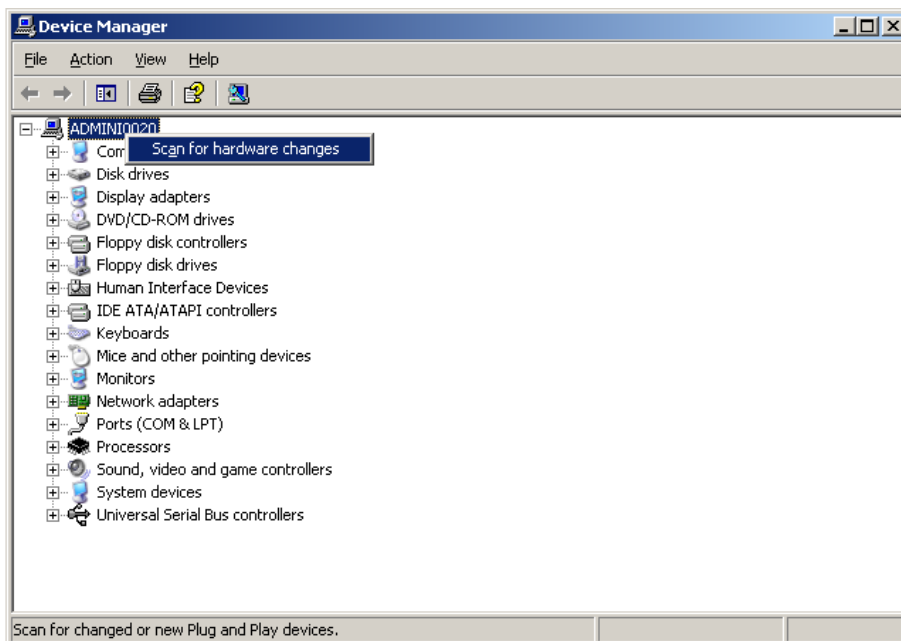 Device Manager
File Action View Help
ADMINI0020
Com
Scan for hardware changes
Disk drives
Display adapters
DVD/CD-ROM drives
Floppy disk controllers
Floppy disk drives
Human Interface Devices
IDE ATA/ATAPI controllers
Keyboards
Mice and other pointing devices
Monitors
Network adapters
Ports (COM & LPT)
Processors
Sound, video and game controllers
System devices
Universal Serial Bus controllers
Scan for changed or new Plug and Play devices.